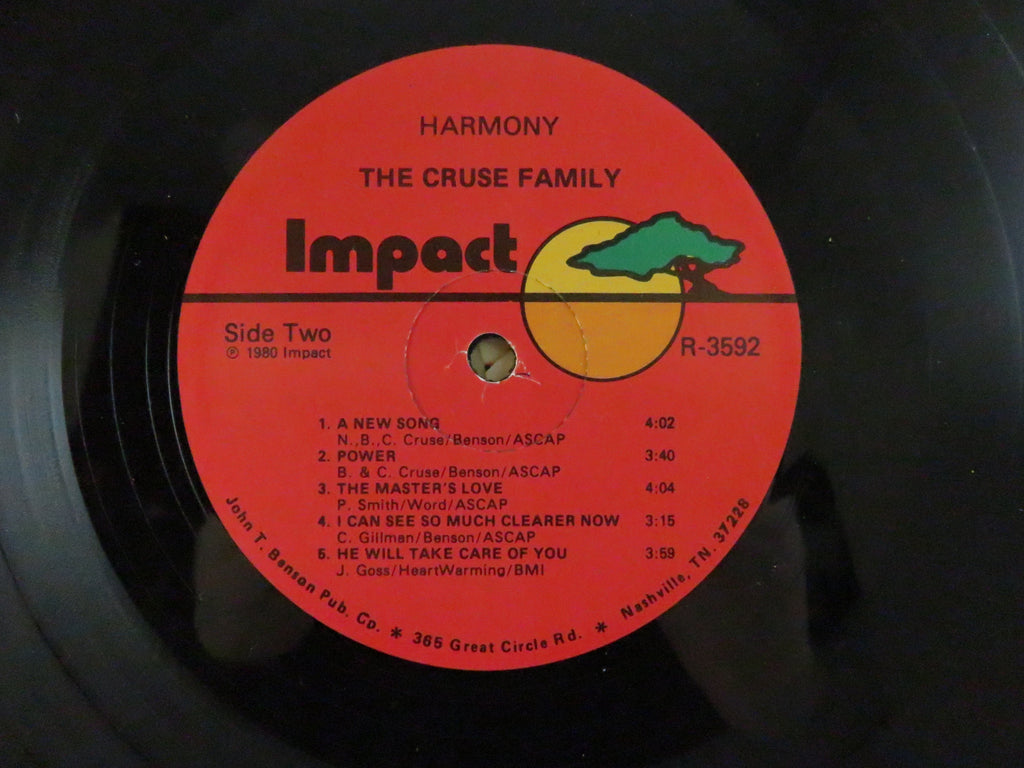 HARMONY
THE CRUSE FAMILY
Impact
Side Two
℗ 1980 Impact
R-3592
1. A NEW SONG 4:02
N.,B.,C. Cruse/Benson/ASCAP
2. POWER 3:40
B. & C. Cruse/Benson/ASCAP
3. THE MASTER'S LOVE 4:04
P. Smith/Word/ASCAP
4. I CAN SEE SO MUCH CLEARER NOW 3:15
C. Gillman/Benson/ASCAP
5. HE WILL TAKE CARE OF YOU 3:59
J. Goss/HeartWarming/BMI
John T. Benson Pub. Co. * 365 Great Circle Rd. * Nashville, TN. 37228